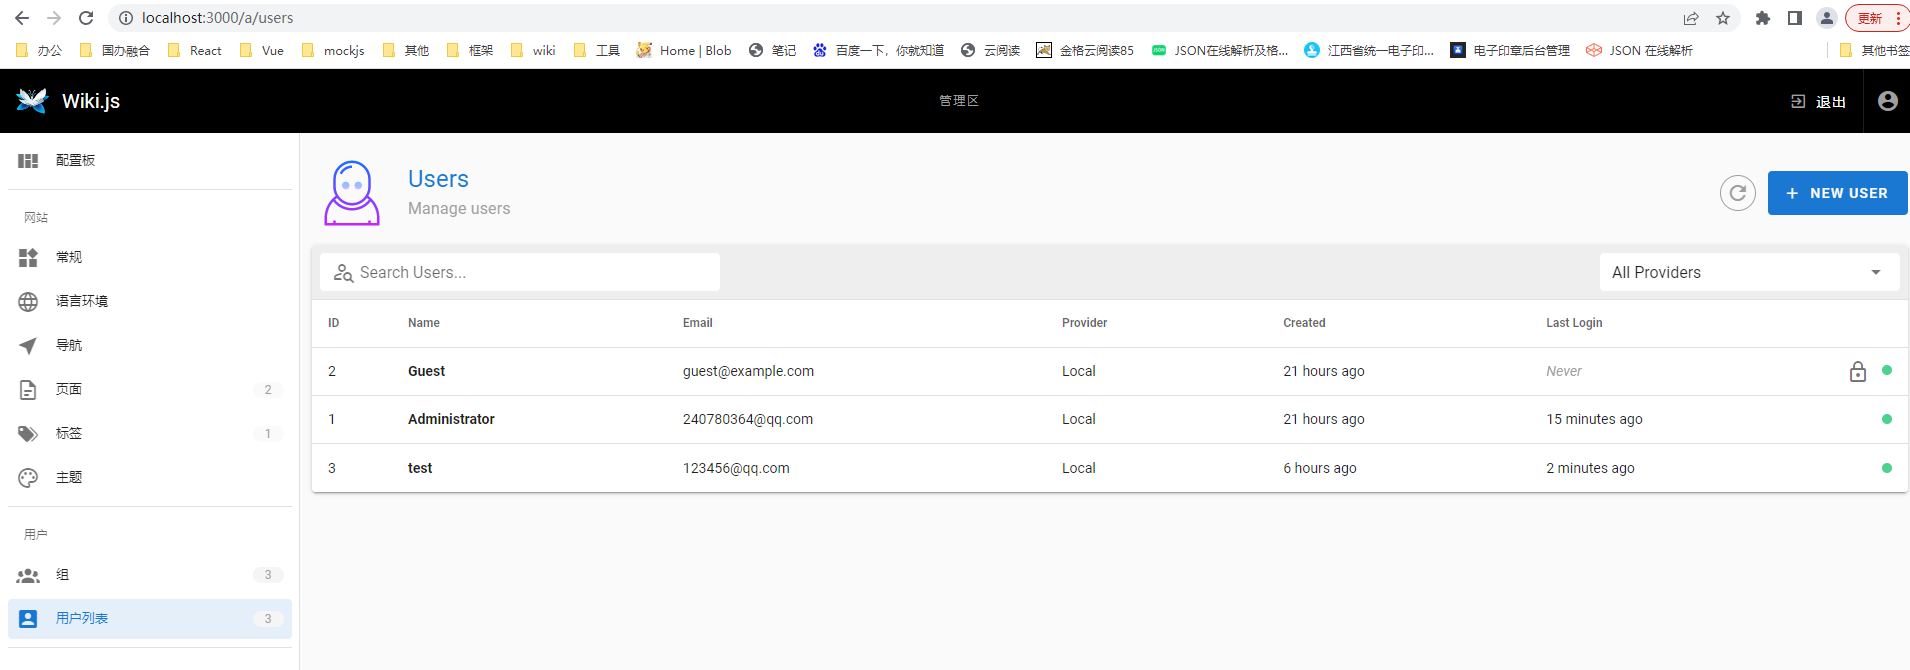 localhost:3000/a/users
更新
办公 国办融合 React Vue mockjs 其他 框架 wiki 工具 Home | Blob 笔记 百度一下，你就知道 云阅读 金格云阅读85 JSON在线解析及格... 江西省统一电子印... 电子印章后台管理 JSON 在线解析 其他书签
Wiki.js 管理区 退出
配置板
网站
常规
语言环境
导航
页面 2
标签 1
主题
用户
组 3
用户列表 3
Users
Manage users
NEW USER
Search Users... All Providers
ID Name Email Provider Created Last Login
2 Guest guest@example.com Local 21 hours ago Never
1 Administrator 240780364@qq.com Local 21 hours ago 15 minutes ago
3 test 123456@qq.com Local 6 hours ago 2 minutes ago